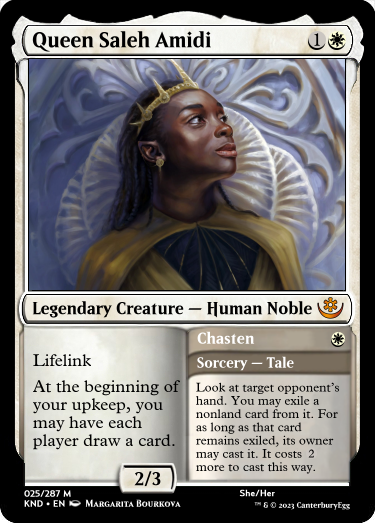 Queen Saleh Amidi 1
Legendary Creature — Human Noble
Lifelink
At the beginning of
your upkeep, you
may have each
player draw a card.
Chasten
Sorcery — Tale
Look at target opponent's
hand. You may exile a
nonland card from it. For
as long as that card
remains exiled, its owner
may cast it. It costs 2
more to cast this way.
2/3
025/287 M
KND • EN Margarita Bourkova
She/Her
™ & © 2023 CanterburyEgg